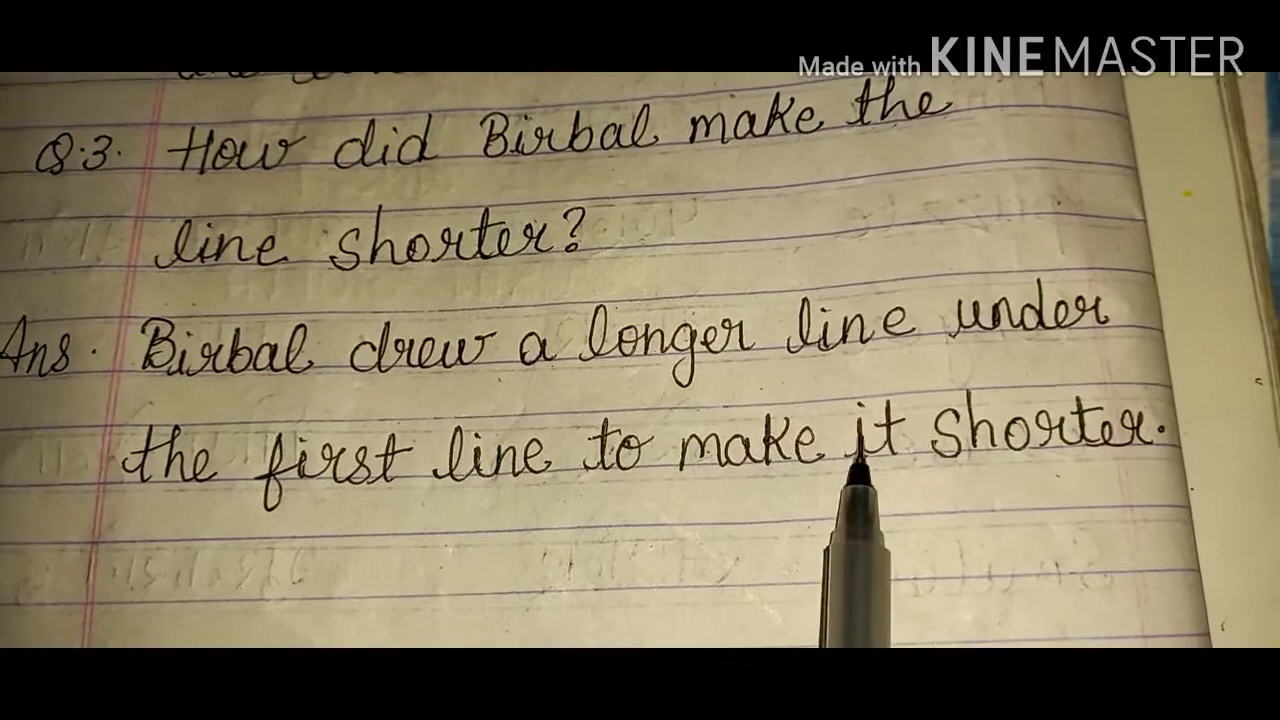 Made with KINEMASTER
Q.3. How did Birbal make the
line shorter?
Ans. Birbal drew a longer line under
the first line to make it shorter.